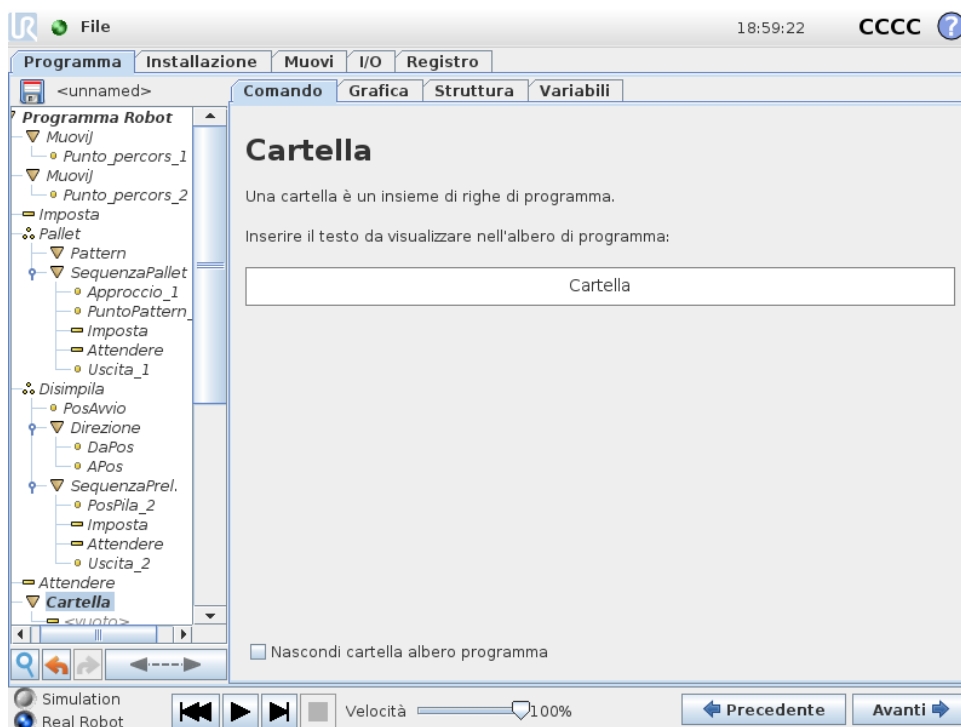 UR File 18:59:22 CCCC ?
Programma Installazione Muovi I/O Registro
<unnamed> Comando Grafica Struttura Variabili
Programma Robot
MuoviJ
Punto_percors_1
MuoviJ
Punto_percors_2
Imposta
Pallet
Pattern
SequenzaPallet
Approccio_1
PuntoPattern_
Imposta
Attendere
Uscita_1
Disimpila
PosAvvio
Direzione
DaPos
APos
SequenzaPrel.
PosPila_2
Imposta
Attendere
Uscita_2
Attendere
Cartella
<vuoto>
Cartella
Una cartella è un insieme di righe di programma.
Inserire il testo da visualizzare nell'albero di programma:
Cartella
Nascondi cartella albero programma
Simulation
Real Robot
Velocità 100% Precedente Avanti